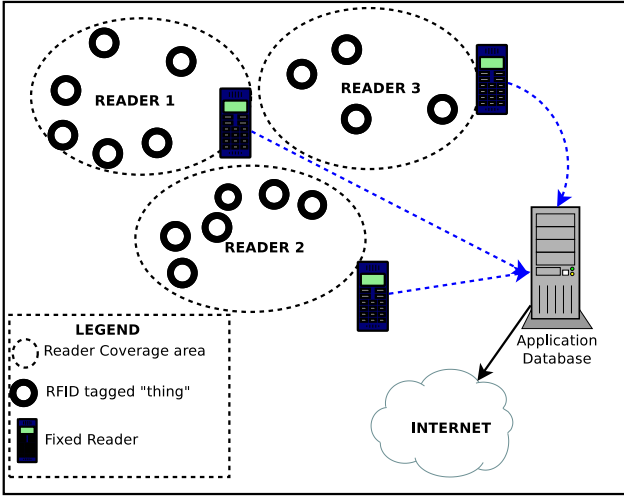 READER 1
READER 3
READER 2
LEGEND
Reader Coverage area
RFID tagged "thing"
Fixed Reader
Application
Database
INTERNET